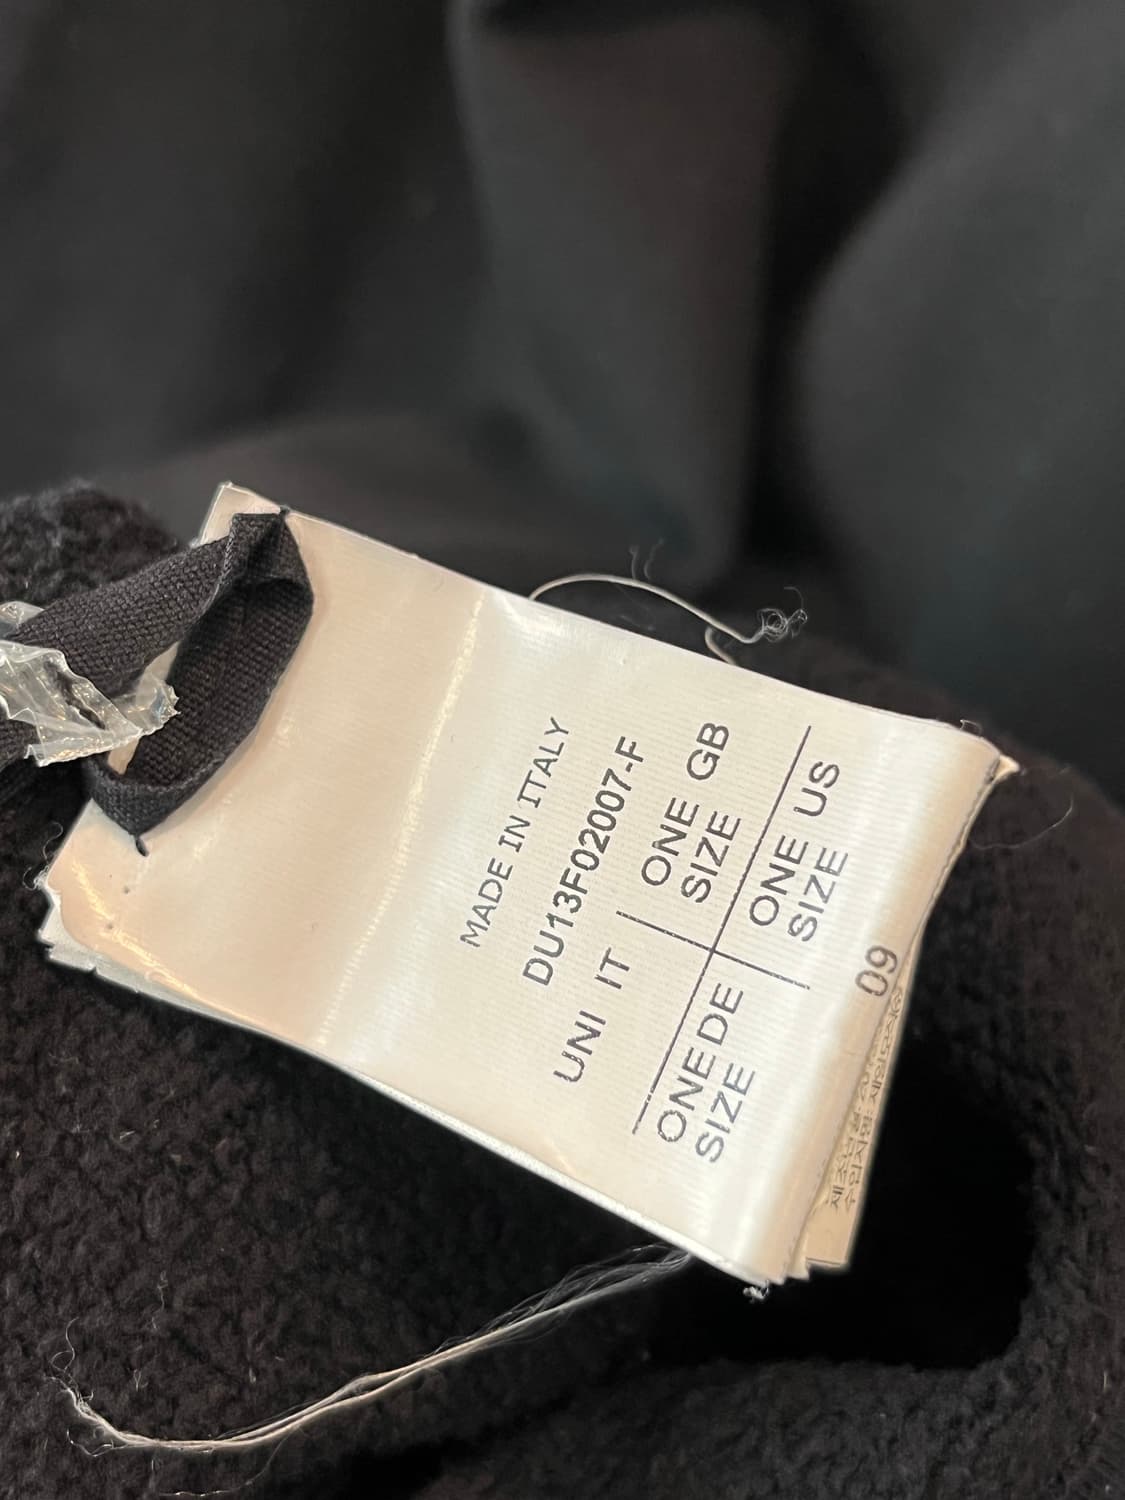 MADE IN ITALY
DU13F02007-F
UNI IT
ONE SIZE GB
ONE SIZE DE
ONE SIZE US
09